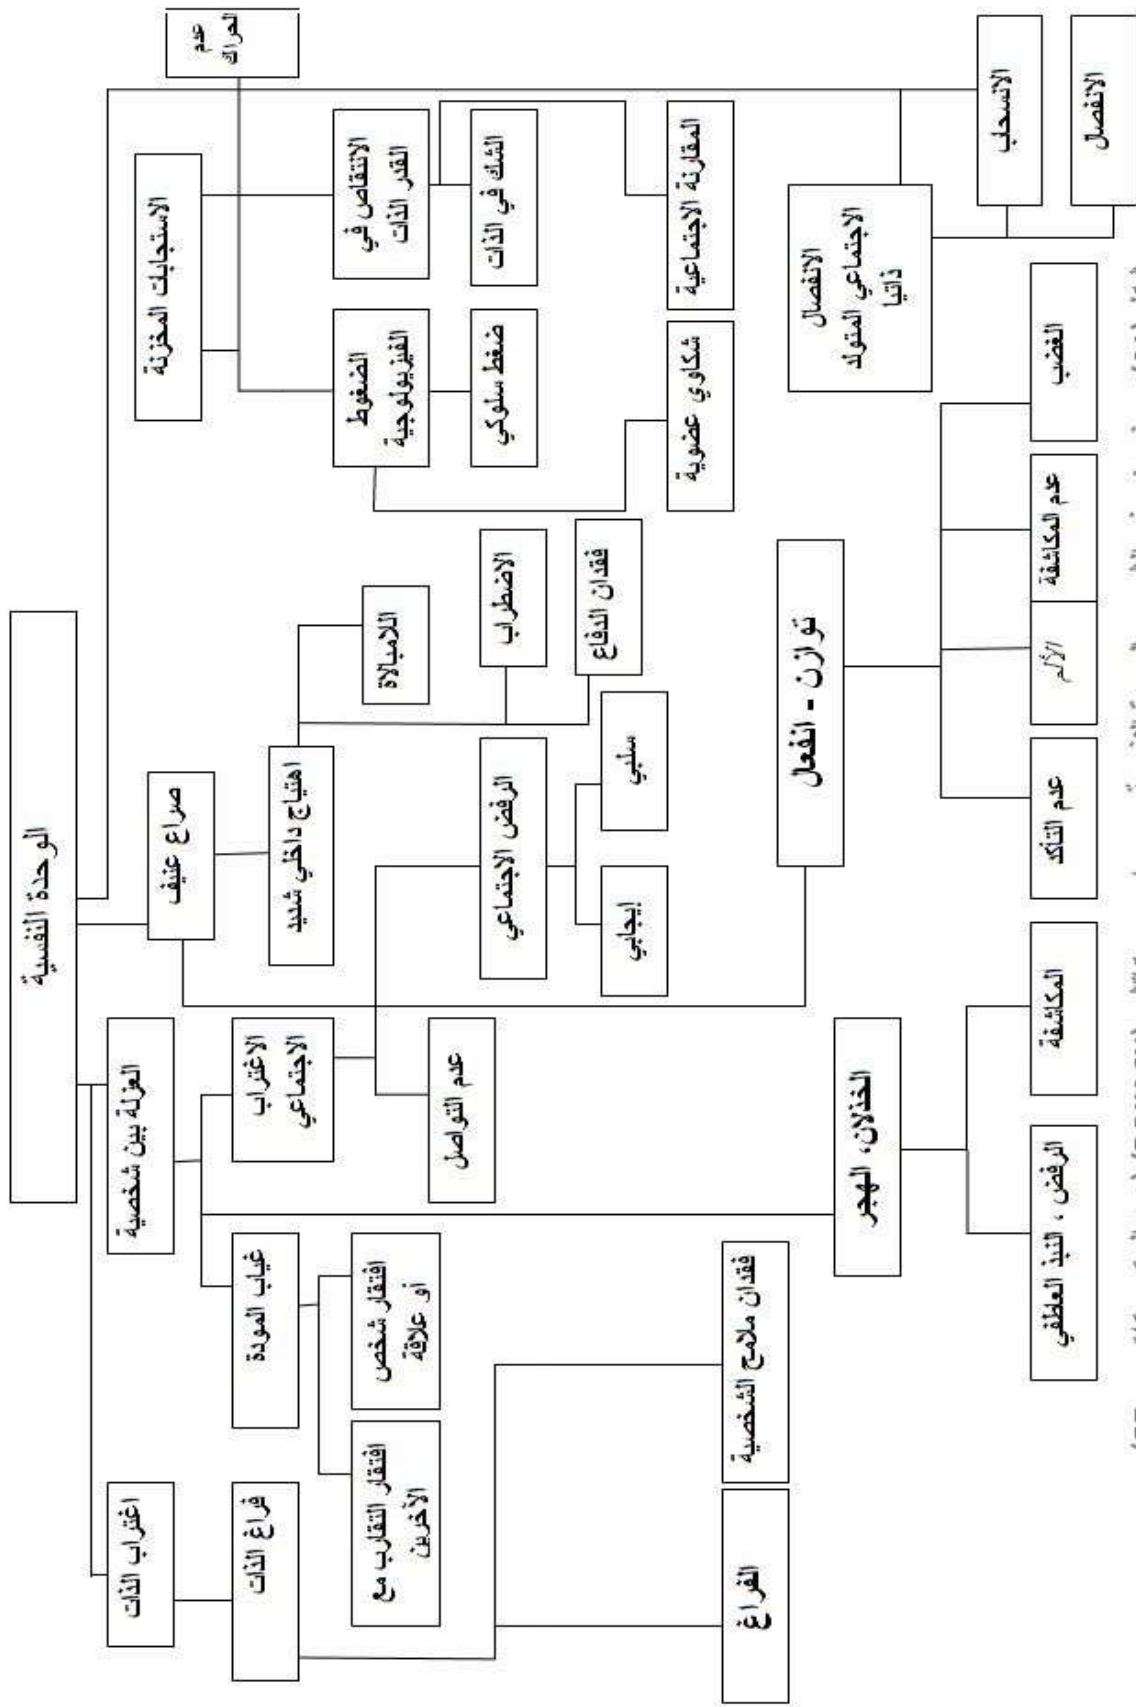 الوحدة النفسية
اغتراب الذات
العزلة بين شخصية
صراع عنيف
الاستجابات المخزنة
عدم
الحراك
فراغ الذات
غياب المودة
الاغتراب
الاجتماعي
اهتياج داخلي شديد
الضغوط
الفيزيولوجية
الانتقاص في
القدر الذات
افتقار التقارب مع
الآخرين
افتقار شخص
أو علاقة
عدم التواصل
الرفض الاجتماعي
اللامبالاة
الاضطراب
فقدان الدفاع
ضغط سلوكي
الشك في الذات
إيجابي
سلبي
شكاوي عضوية
المقارنة الاجتماعية
الفراغ
فقدان ملامح الشخصية
الخذلان، الهجر
توازن - انفعال
الانفصال
الاجتماعي المتولد
ذاتيا
الانسحاب
الانفصال
الرفض ، النبذ العاطفي
المكاشفة
عدم التأكد
الألم
عدم المكاشفة
الغضب